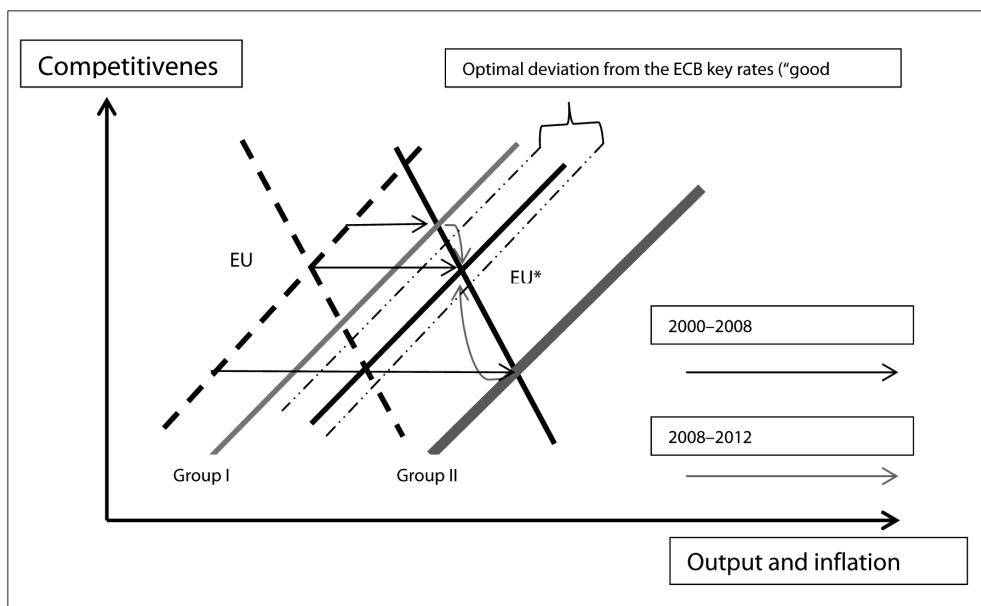 Competitivenes
Optimal deviation from the ECB key rates (“good
EU
EU*
2000–2008
2008–2012
Group I
Group II
Output and inflation